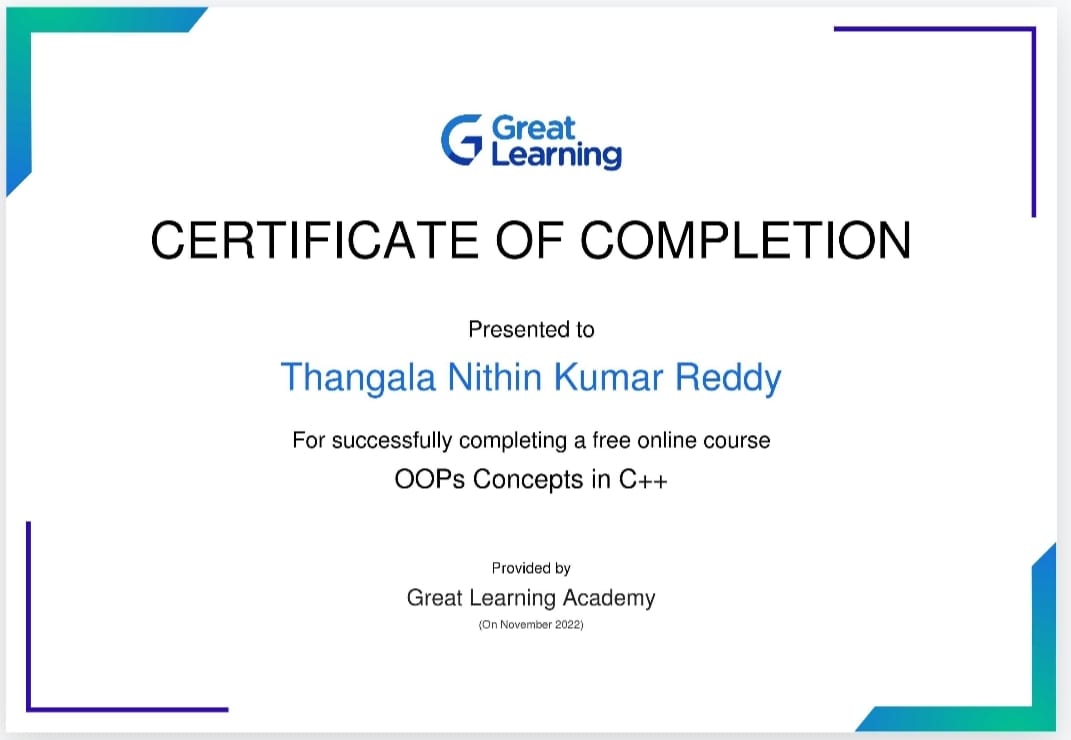 Great
Learning
CERTIFICATE OF COMPLETION
Presented to
Thangala Nithin Kumar Reddy
For successfully completing a free online course
OOPs Concepts in C++
Provided by
Great Learning Academy
(On November 2022)